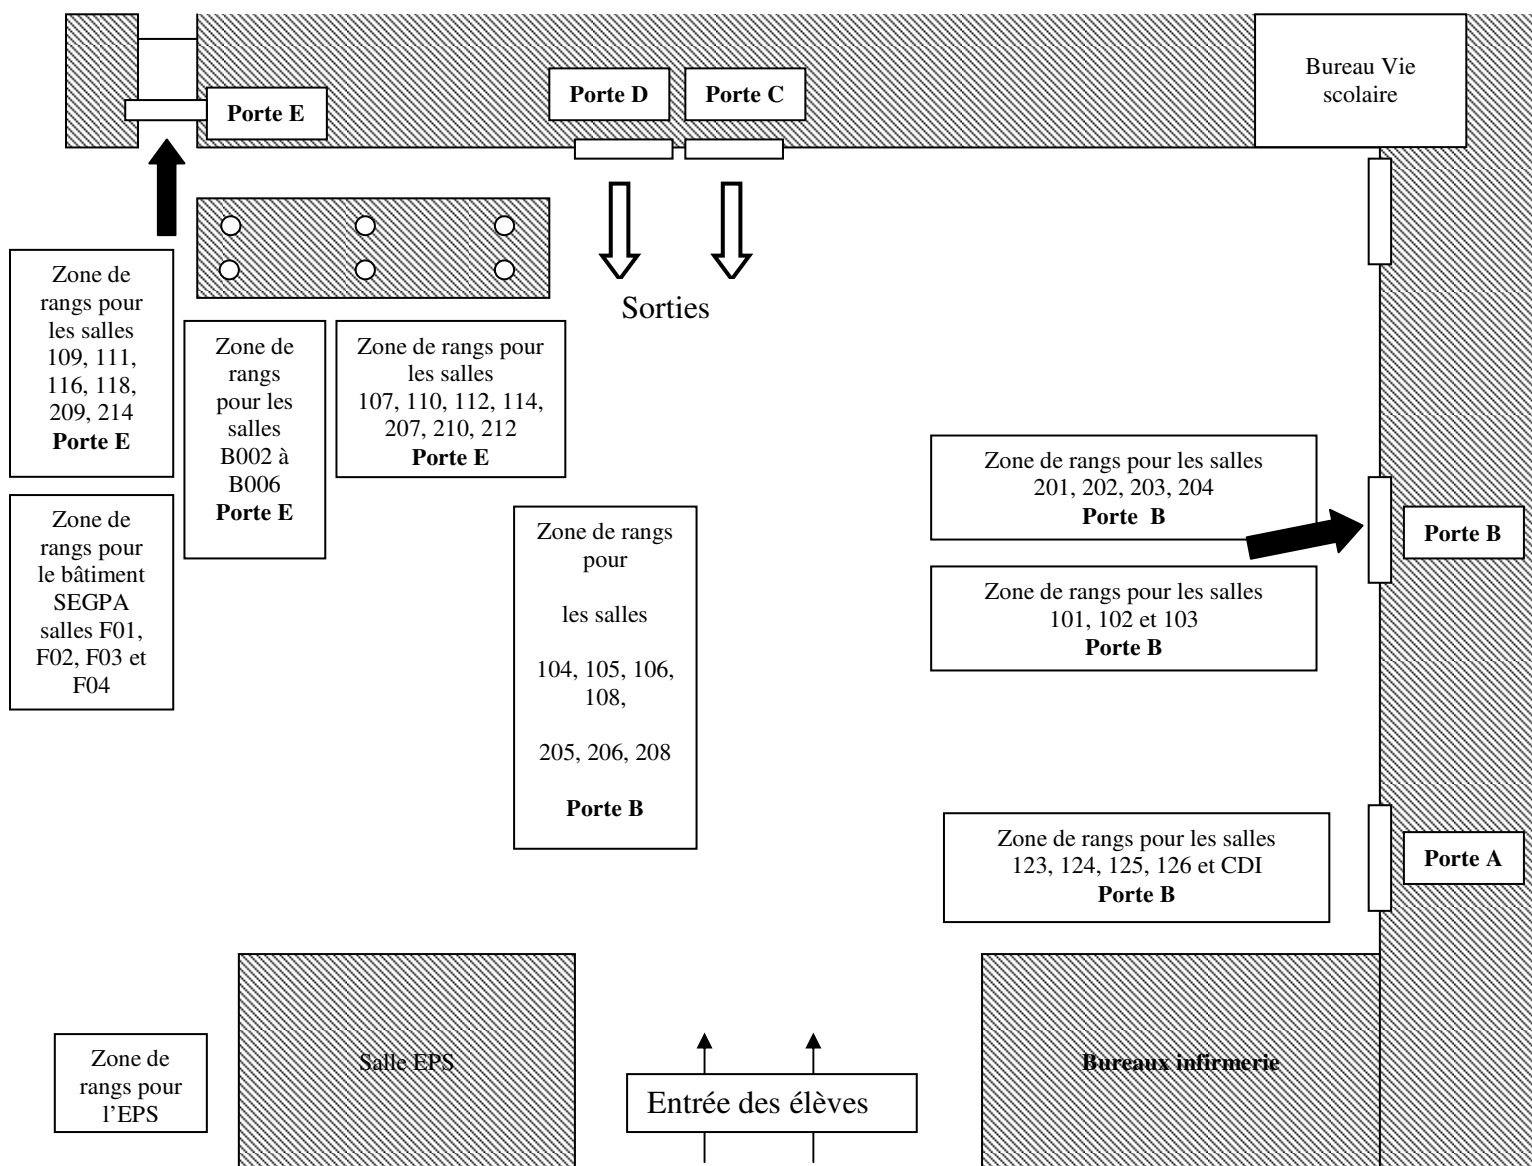 Bureau Vie
scolaire
Porte D
Porte C
Porte E
Sorties
Zone de
rangs pour
les salles
109, 111,
116, 118,
209, 214
Porte E
Zone de
rangs
pour les
salles
B002 à
B006
Porte E
Zone de rangs pour
les salles
107, 110, 112, 114,
207, 210, 212
Porte E
Zone de rangs pour les salles
201, 202, 203, 204
Porte  B
Porte B
Zone de
rangs pour
le bâtiment
SEGPA
salles F01,
F02, F03 et
F04
Zone de rangs
pour
les salles
104, 105, 106,
108,
205, 206, 208
Porte B
Zone de rangs pour les salles
101, 102 et 103
Porte B
Zone de rangs pour les salles
123, 124, 125, 126 et CDI
Porte B
Porte A
Zone de
rangs pour
l’EPS
Salle EPS
Entrée des élèves
Bureaux infirmerie